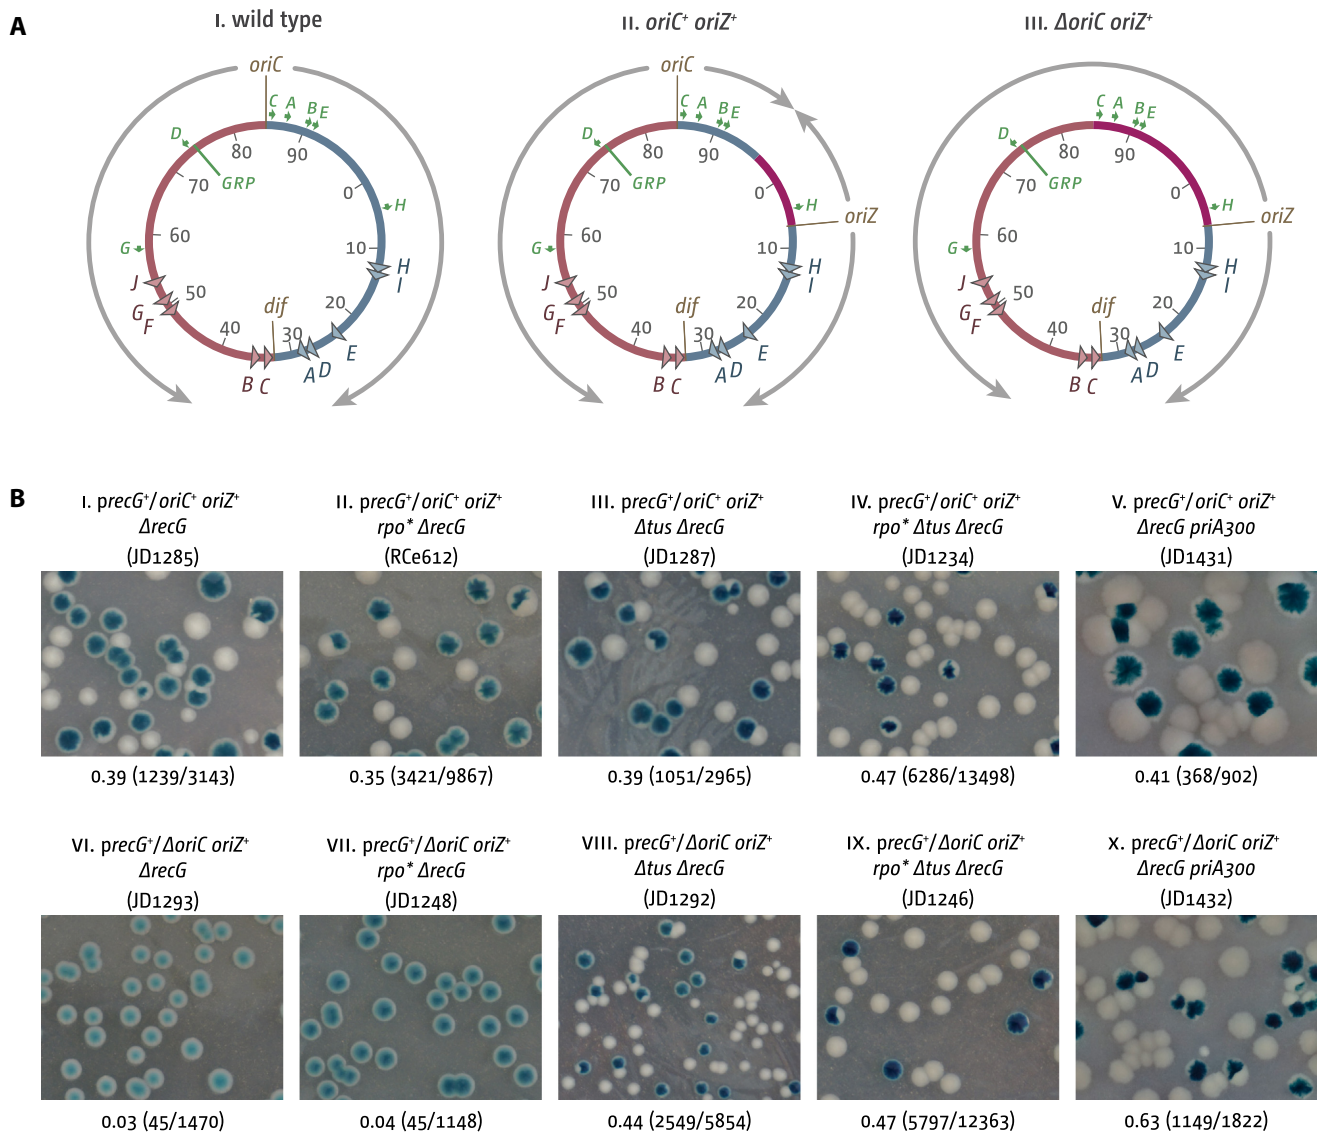 A
I. wild type
II. oriC⁺ oriZ⁺
III. ΔoriC oriZ⁺
oriC
C
A
B
E
D
80
90
70
GRP
0
H
G
60
10
H
I
J
50
G
F
dif
20
40
30
E
B
C
A
D
oriC
C
A
B
E
D
80
90
70
GRP
0
H
oriZ
G
60
10
H
I
J
50
G
F
dif
20
40
30
E
B
C
A
D
C
A
B
E
D
80
90
70
GRP
0
H
oriZ
G
60
10
H
I
J
50
G
F
dif
20
40
30
E
B
C
A
D
B
I. precG⁺/oriC⁺ oriZ⁺
ΔrecG
(JD1285)
0.39 (1239/3143)
II. precG⁺/oriC⁺ oriZ⁺
rpo* ΔrecG
(RCe612)
0.35 (3421/9867)
III. precG⁺/oriC⁺ oriZ⁺
Δtus ΔrecG
(JD1287)
0.39 (1051/2965)
IV. precG⁺/oriC⁺ oriZ⁺
rpo* Δtus ΔrecG
(JD1234)
0.47 (6286/13498)
V. precG⁺/oriC⁺ oriZ⁺
ΔrecG priA300
(JD1431)
0.41 (368/902)
VI. precG⁺/ΔoriC oriZ⁺
ΔrecG
(JD1293)
0.03 (45/1470)
VII. precG⁺/ΔoriC oriZ⁺
rpo* ΔrecG
(JD1248)
0.04 (45/1148)
VIII. precG⁺/ΔoriC oriZ⁺
Δtus ΔrecG
(JD1292)
0.44 (2549/5854)
IX. precG⁺/ΔoriC oriZ⁺
rpo* Δtus ΔrecG
(JD1246)
0.47 (5797/12363)
X. precG⁺/ΔoriC oriZ⁺
ΔrecG priA300
(JD1432)
0.63 (1149/1822)